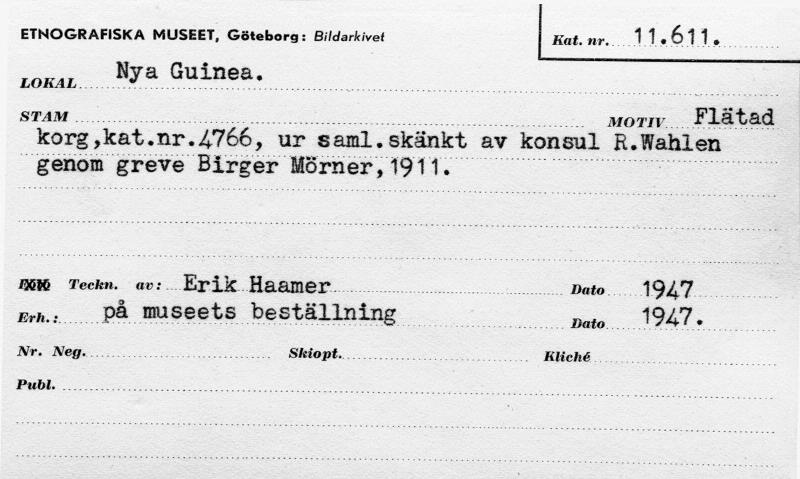 ETNOGRAFISKA MUSEET, Göteborg: Bildarkivet
Kat. nr. 11.611.
LOKAL Nya Guinea.
STAM MOTIV Flätad
korg,kat.nr.4766, ur saml.skänkt av konsul R.Wahlen
genom greve Birger Mörner,1911.
Teckn. av: Erik Haamer Dato 1947
Erh.: på museets beställning Dato 1947.
Nr. Neg. Skiopt. Kliché
Publ.